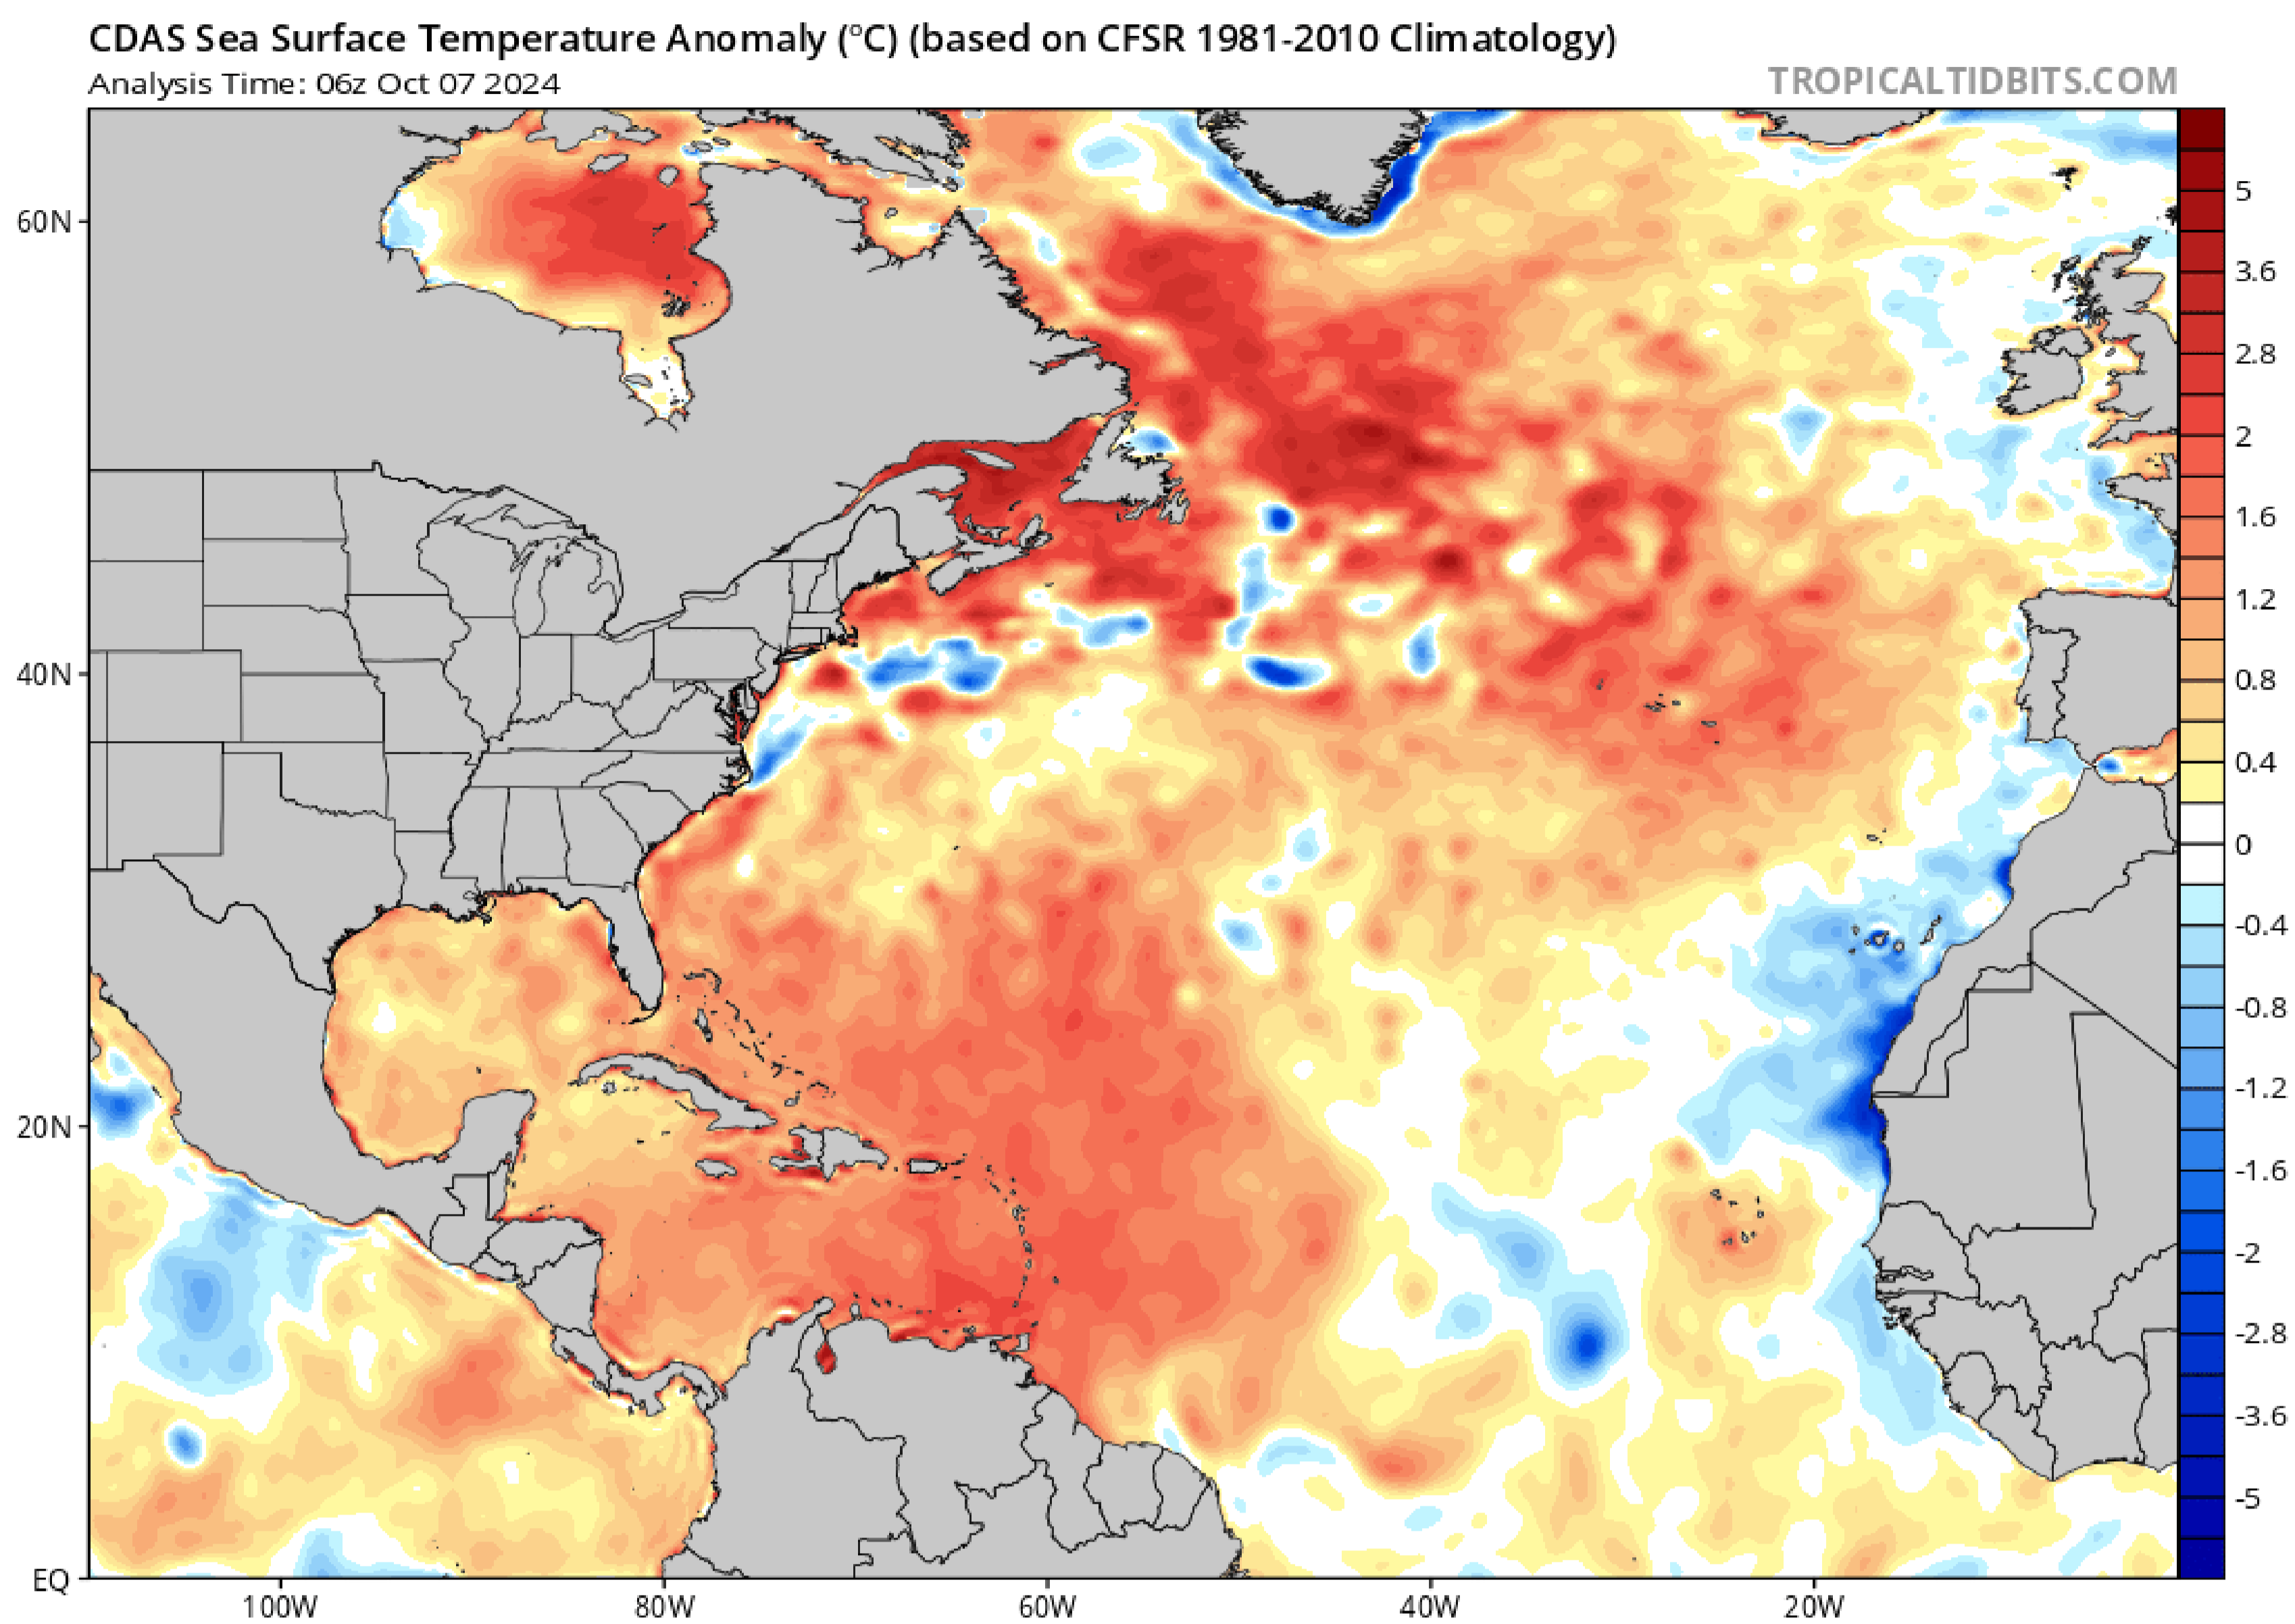 CDAS Sea Surface Temperature Anomaly (°C) (based on CFSR 1981-2010 Climatology)
Analysis Time: 06z Oct 07 2024
TROPICALTIDBITS.COM
60N
40N
20N
EQ
100W
80W
60W
40W
20W
5
3.6
2.8
2
1.6
1.2
0.8
0.4
0
-0.4
-0.8
-1.2
-1.6
-2
-2.8
-3.6
-5